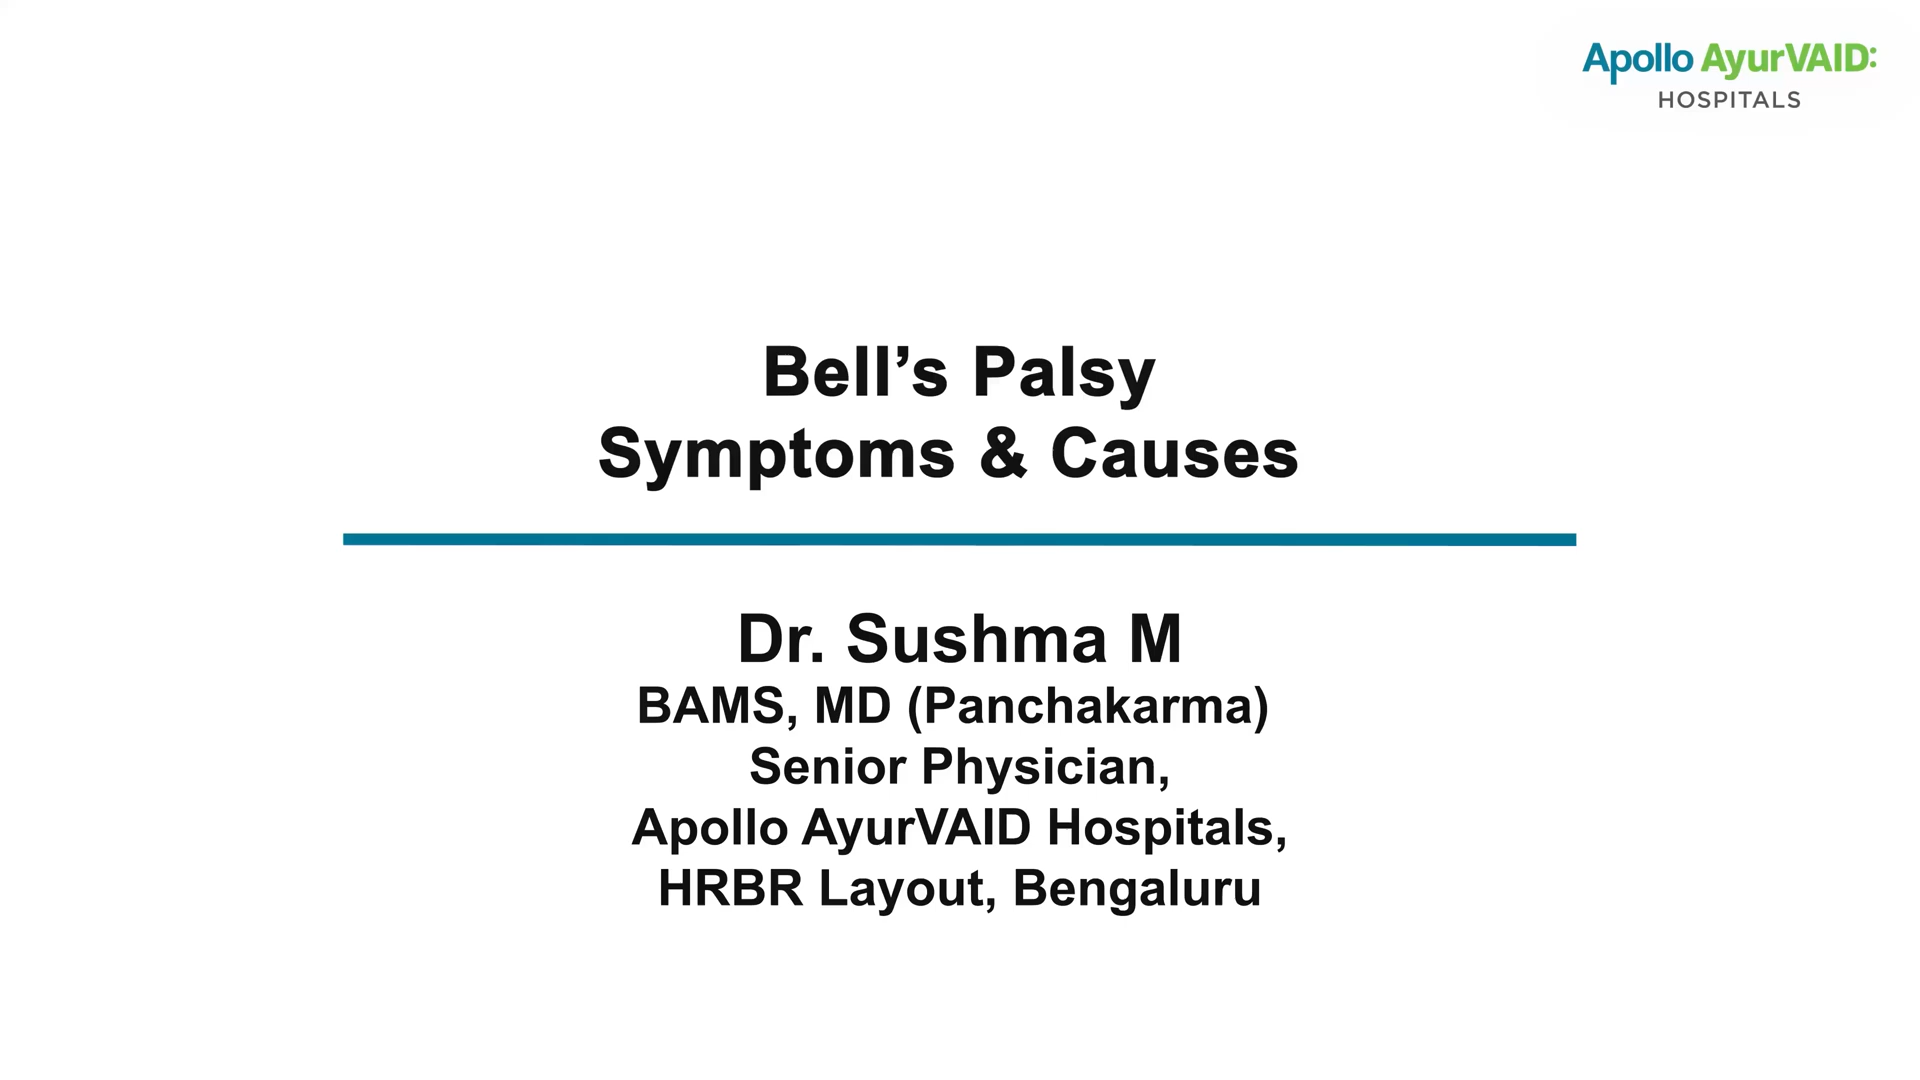 Apollo AyurVAID:
HOSPITALS
Bell’s Palsy
Symptoms & Causes
Dr. Sushma M
BAMS, MD (Panchakarma)
Senior Physician,
Apollo AyurVAID Hospitals,
HRBR Layout, Bengaluru